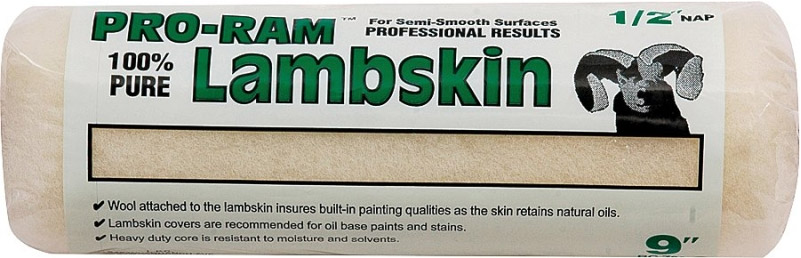 PRO-RAM™
For Semi-Smooth Surfaces
PROFESSIONAL RESULTS
1/2" NAP
100%
PURE
Lambskin
✓ Wool attached to the lambskin insures built-in painting qualities as the skin retains natural oils.
✓ Lambskin covers are recommended for oil base paints and stains.
✓ Heavy duty core is resistant to moisture and solvents.
9"